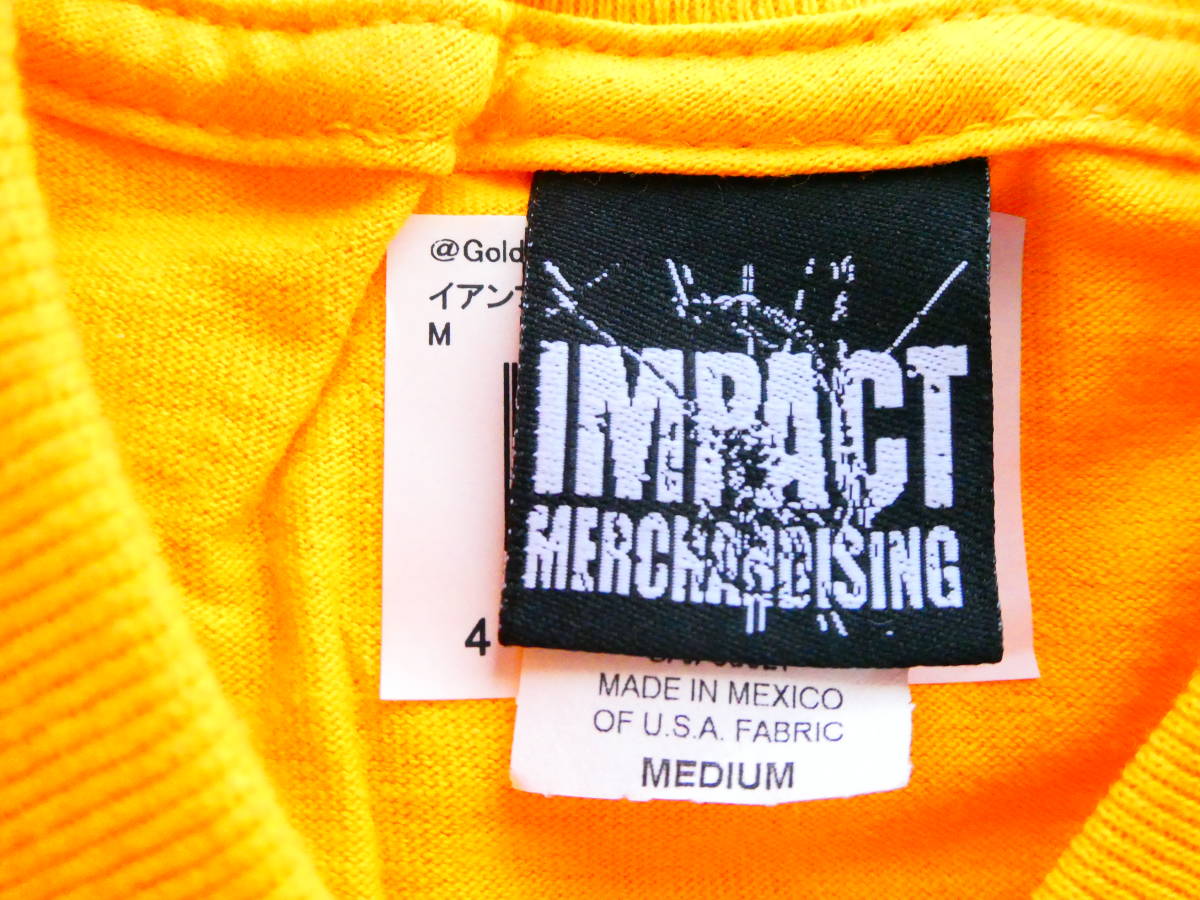 @Gold
イアン
M
IMPACT
MERCHANDISING
4
MADE IN MEXICO
OF U.S.A. FABRIC
MEDIUM